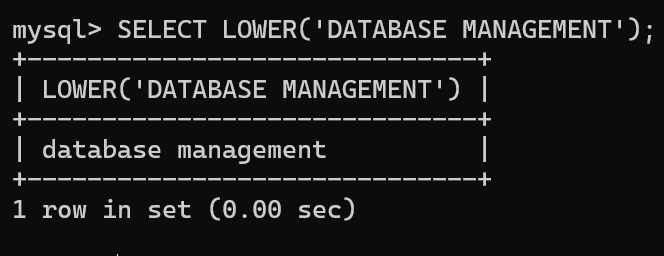 mysql> SELECT LOWER('DATABASE MANAGEMENT');
+------------------------------+
| LOWER('DATABASE MANAGEMENT') |
+------------------------------+
| database management          |
+------------------------------+
1 row in set (0.00 sec)